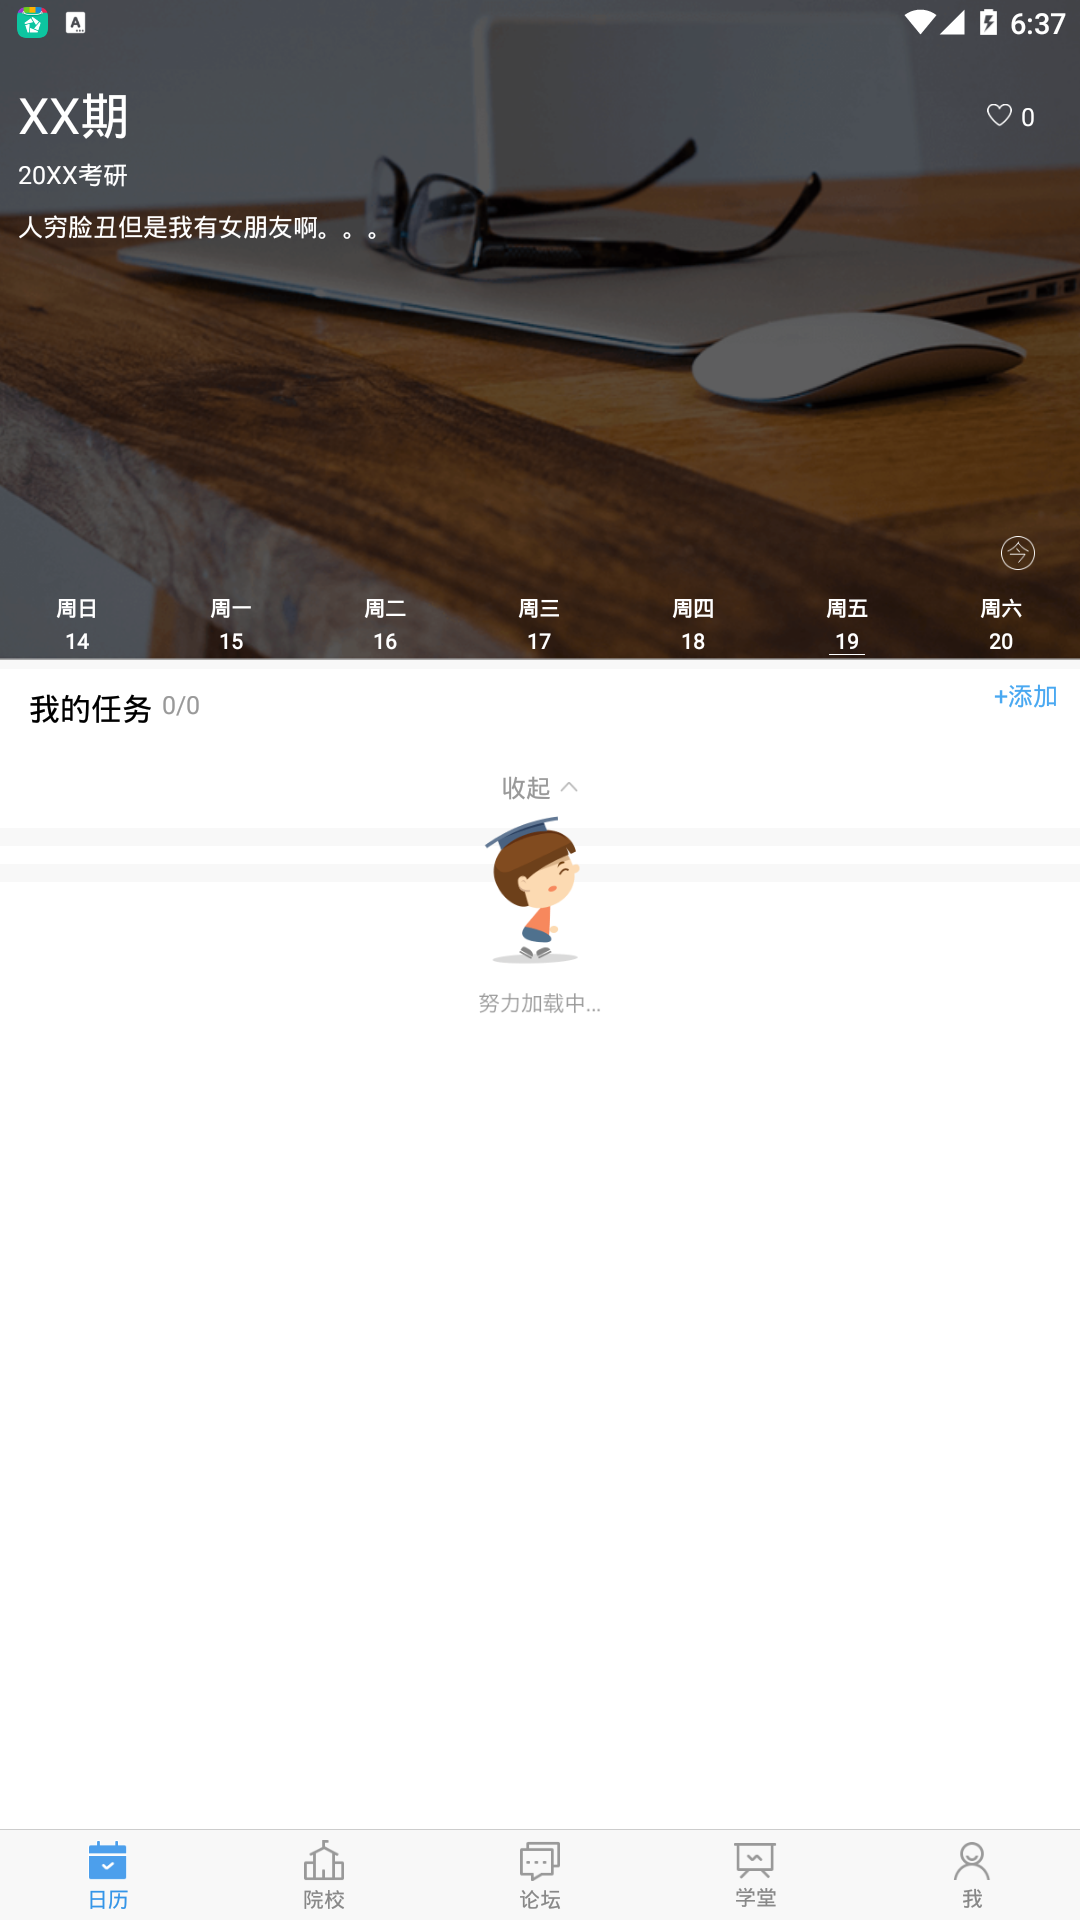 6:37
XX期
0
20XX考研
人穷脸丑但是我有女朋友啊。。。
今
周日 周一 周二 周三 周四 周五 周六
14 15 16 17 18 19 20
我的任务 0/0
+添加
收起
努力加载中...
日历 院校 论坛 学堂 我